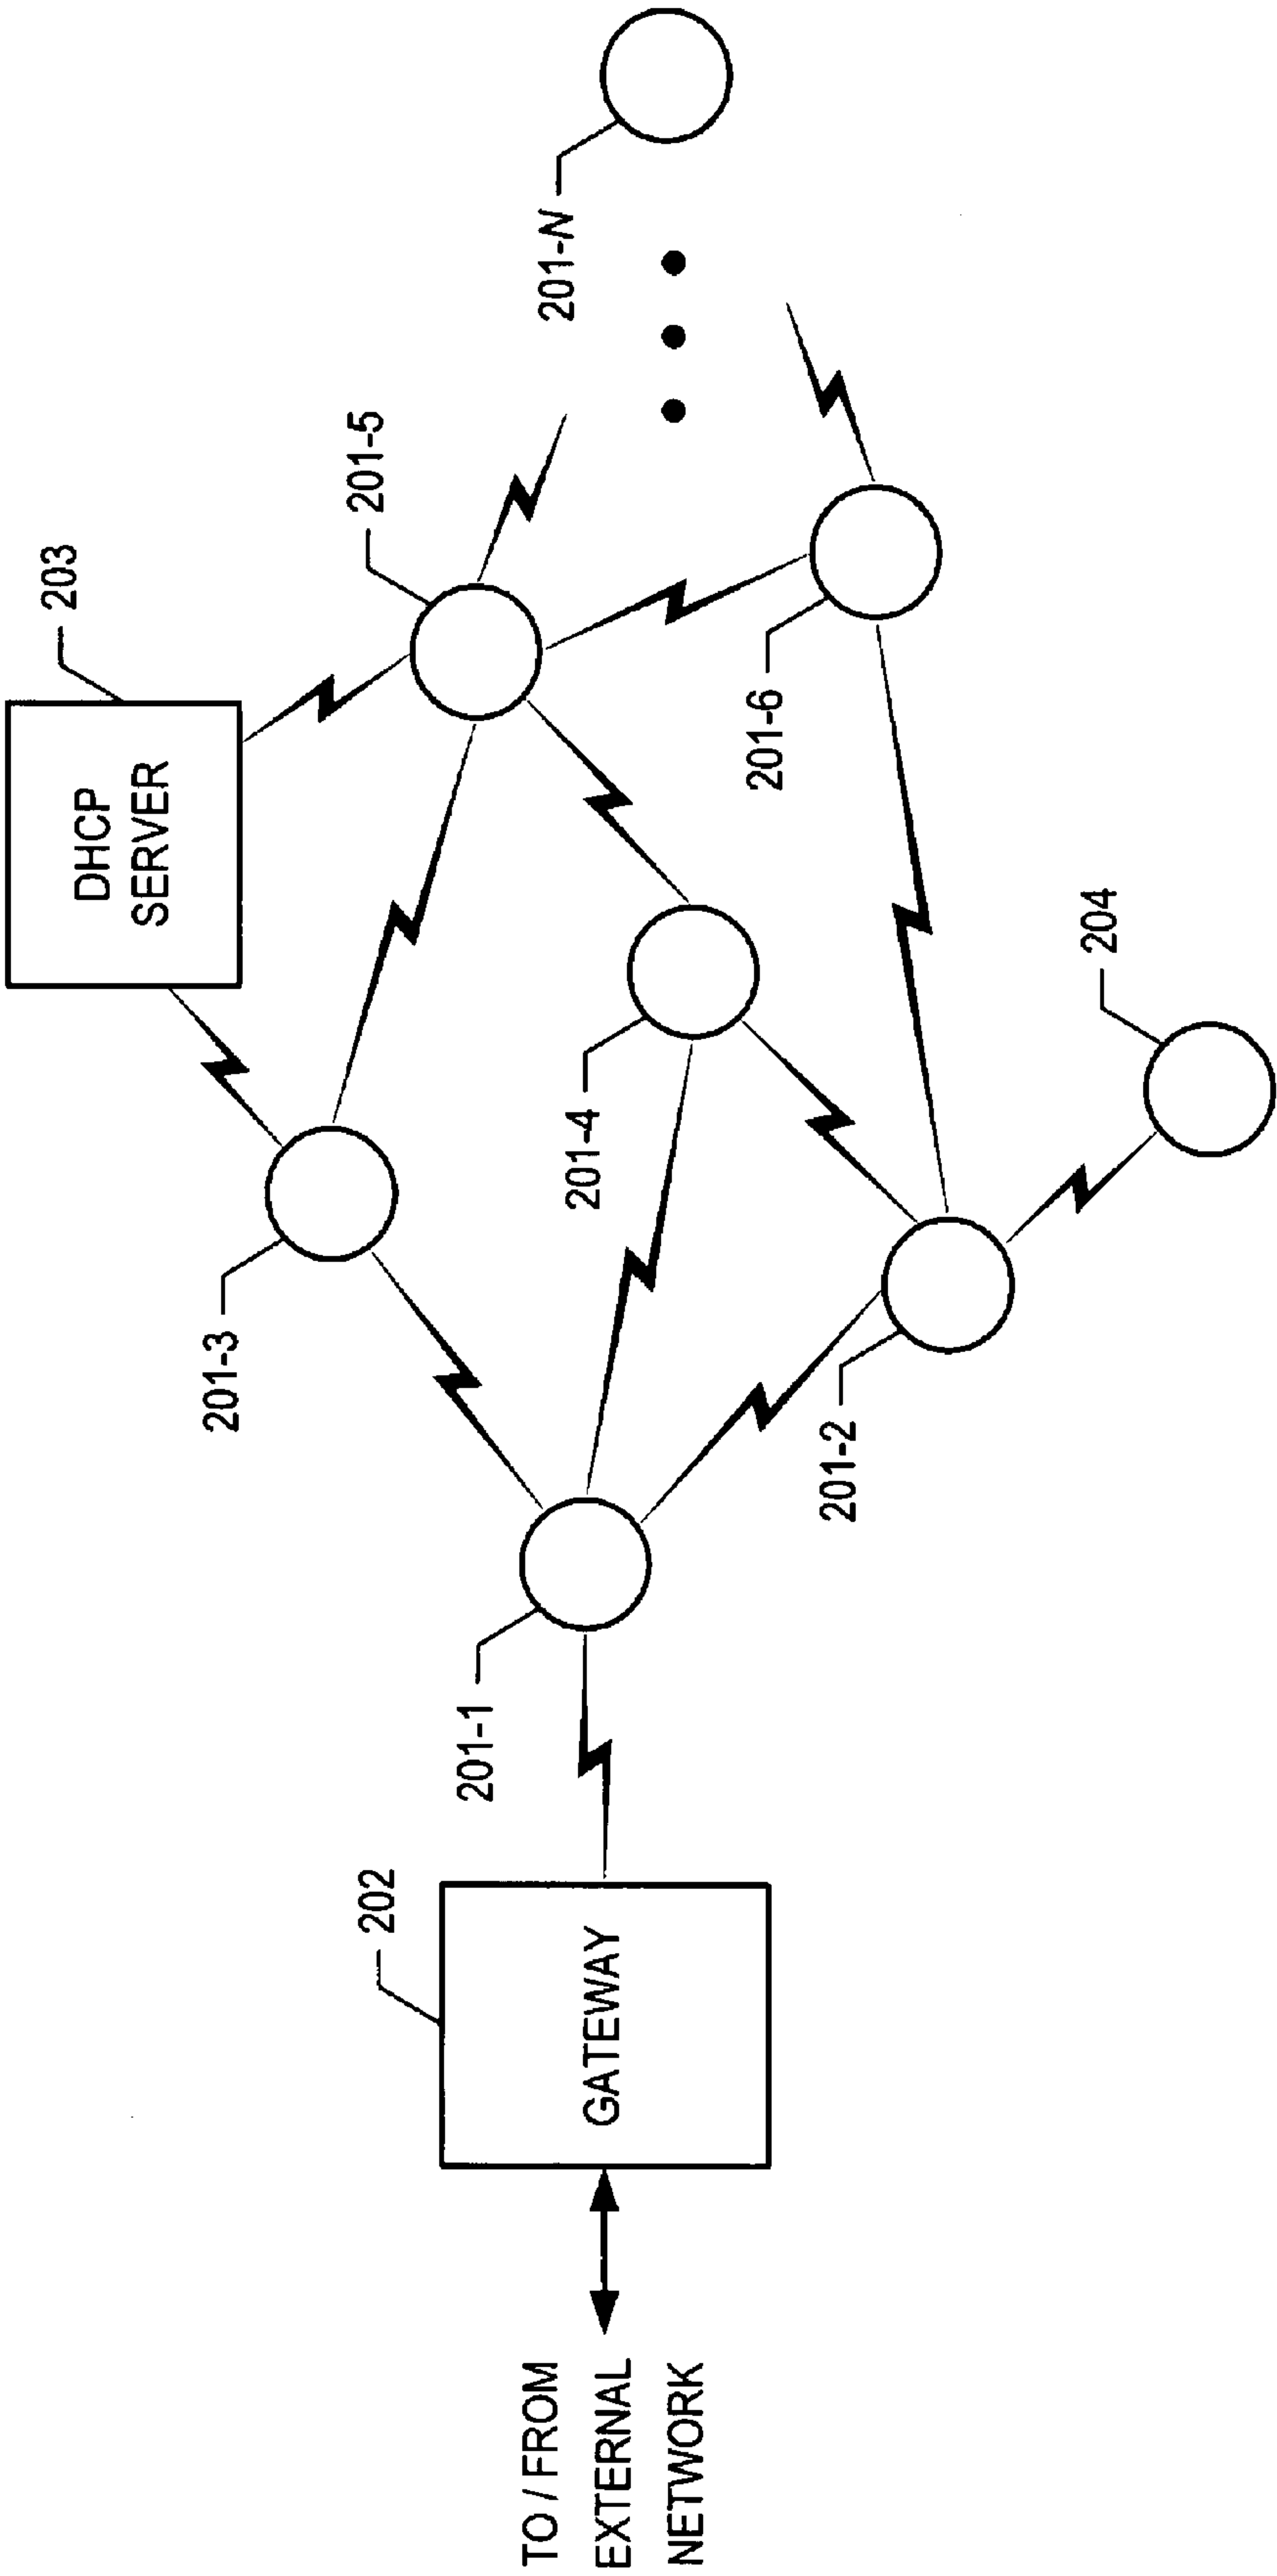 DHCP
SERVER
203
201-5
201-N
201-3
201-4
201-6
204
201-1
201-2
202
GATEWAY
TO / FROM
EXTERNAL
NETWORK